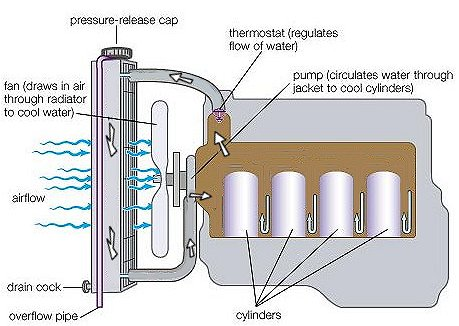 pressure-release cap
thermostat (regulates
flow of water)
pump (circulates water through
jacket to cool cylinders)
fan (draws in air
through radiator
to cool water)
airflow
drain cock
overflow pipe
cylinders